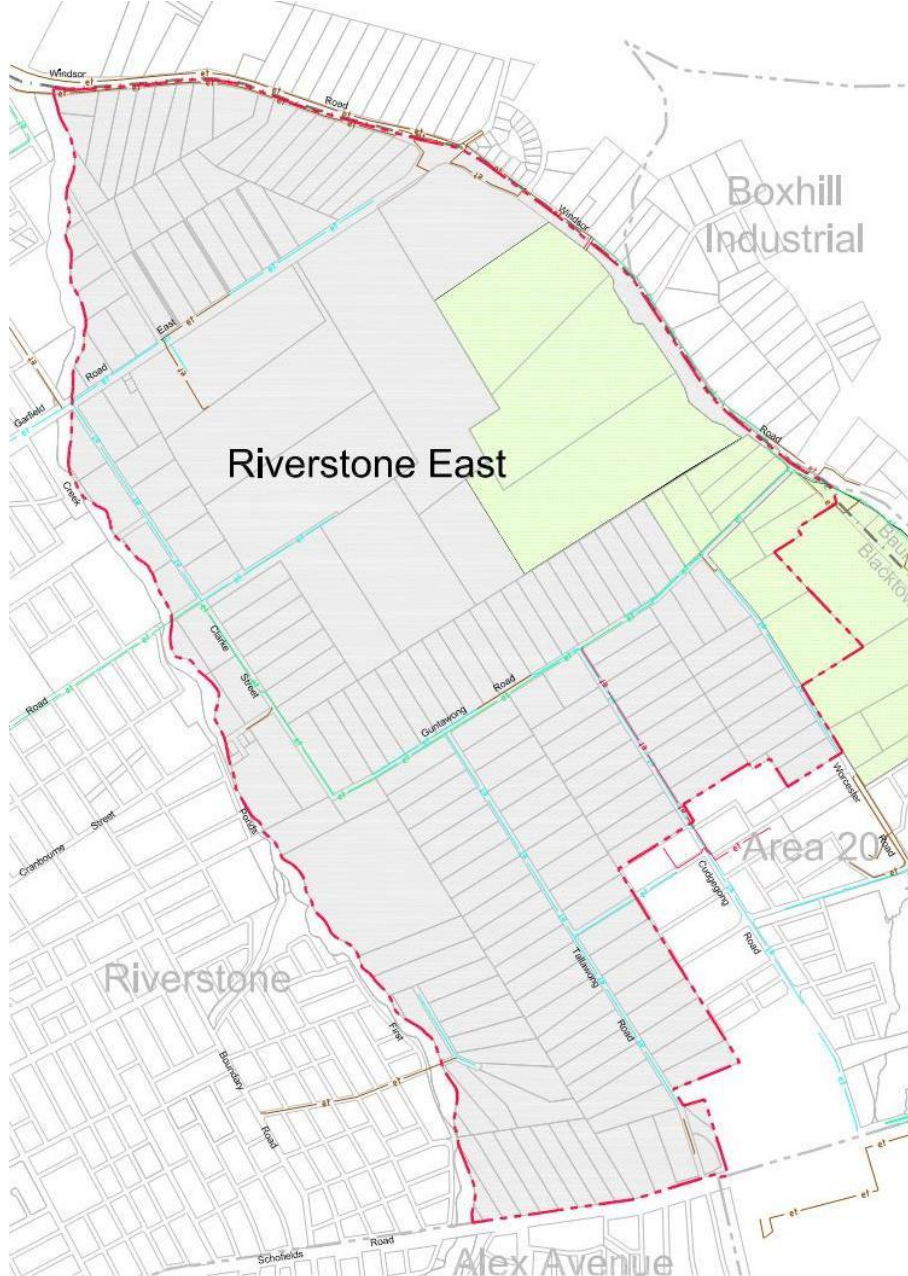 Windsor
Road
Boxhill
Industrial
Windsor
East
Road
Garfield
Road
Riverstone East
Creek
Blacktow
Clarke
Street
Road
Guntawong
Road
Worcester
Road
Ponds
Cranbourne
Street
Area 20
Cudgegong
Road
Riverstone
Tallawong
Road
First
Boundary
Road
Schofields
Road
Alex Avenue